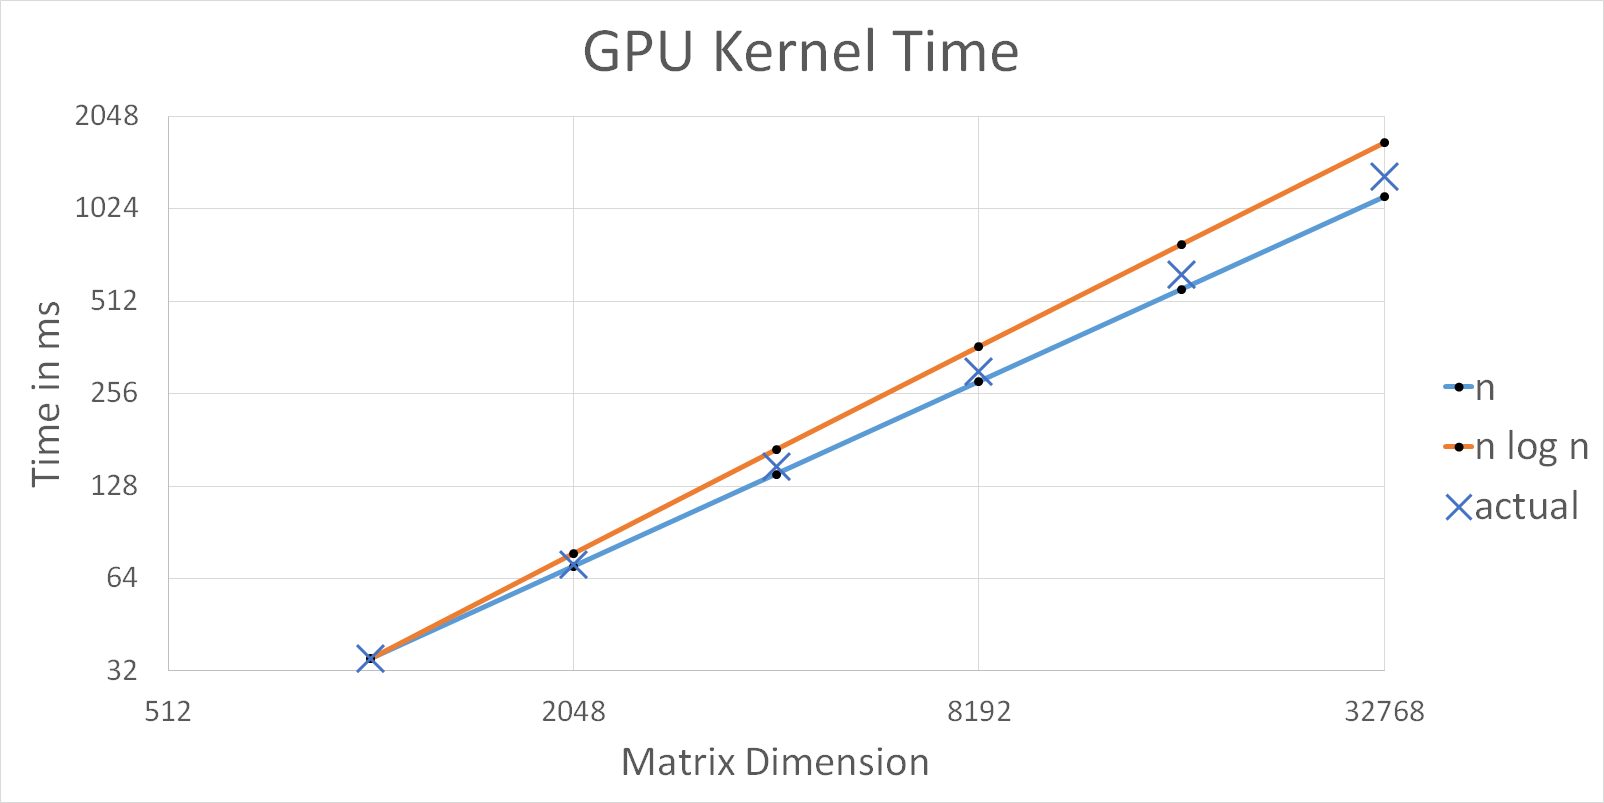 GPU Kernel Time
2048
1024
512
256
128
64
32
Time in ms
512
2048
8192
32768
Matrix Dimension
n
n log n
actual